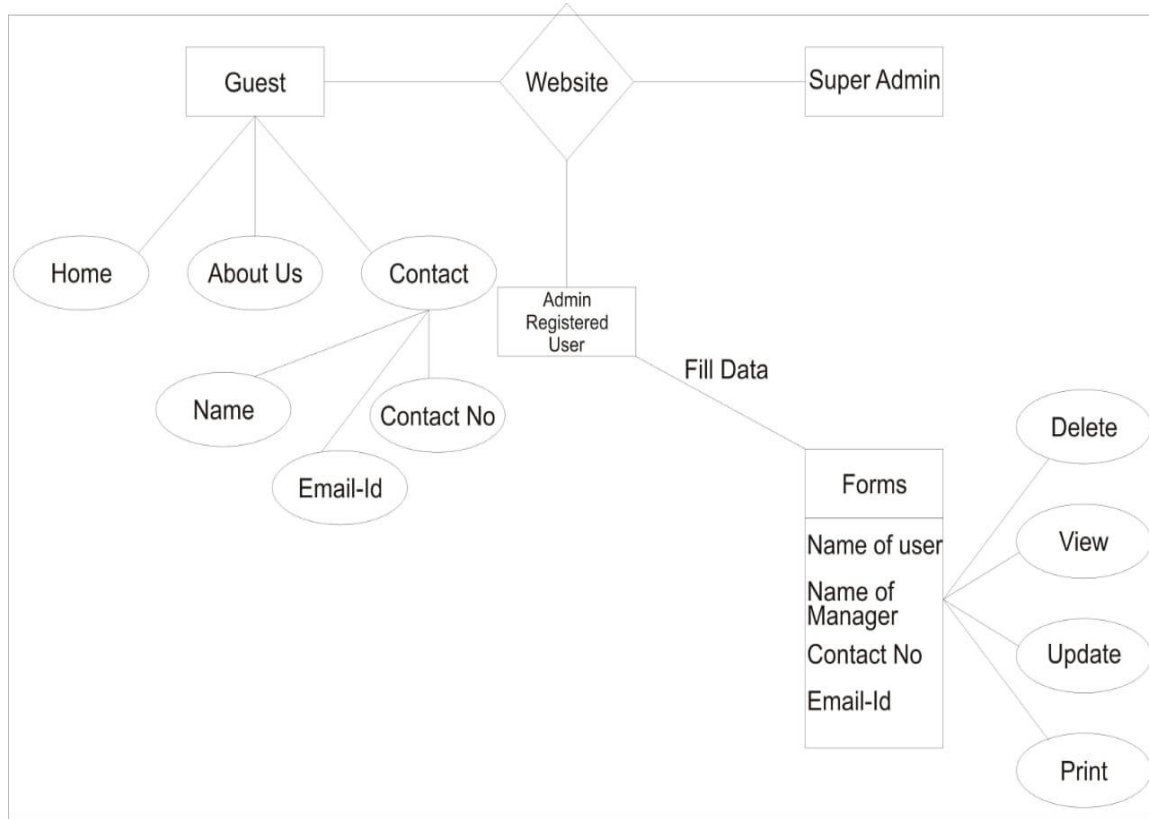 Guest
Website
Super Admin
Home
About Us
Contact
Admin
Registered
User
Name
Contact No
Email-Id
Fill Data
Forms
Name of user
Name of
Manager
Contact No
Email-Id
Delete
View
Update
Print